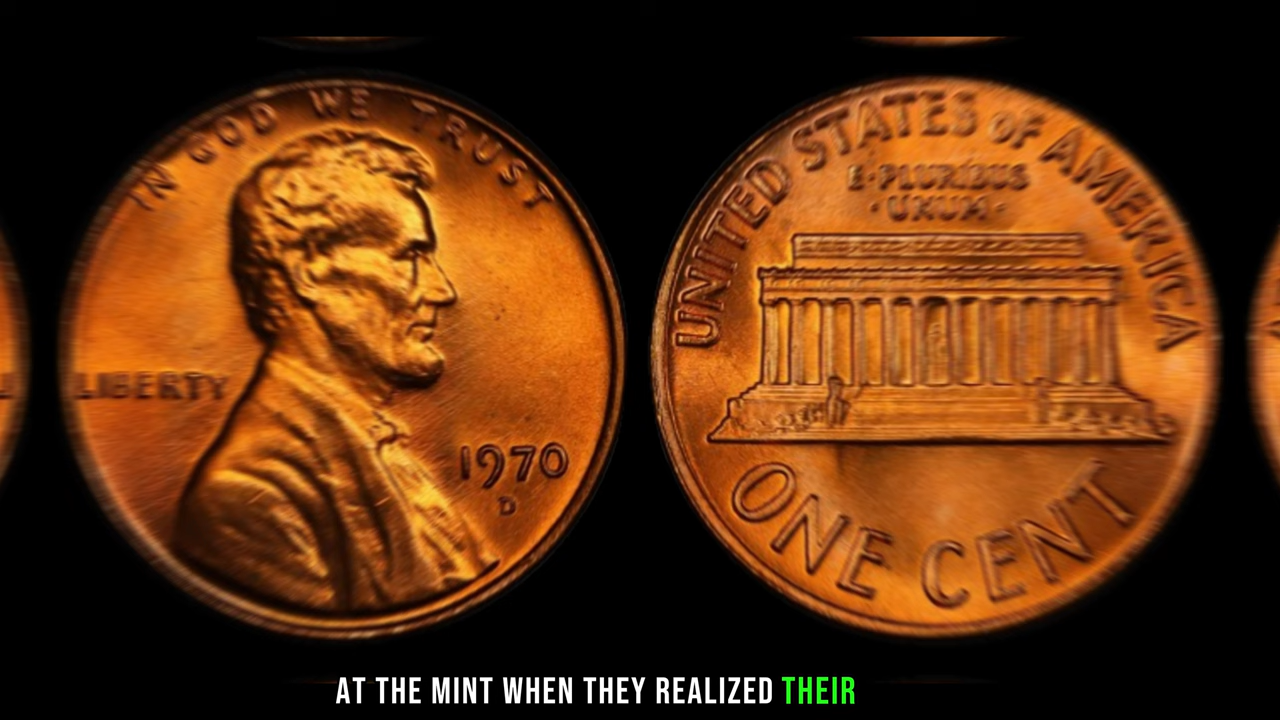 IN GOD WE TRUST
LIBERTY
1970
D
UNITED STATES OF AMERICA
E·PLURIBUS
·UNUM·
ONE CENT
AT THE MINT WHEN THEY REALIZED THEIR